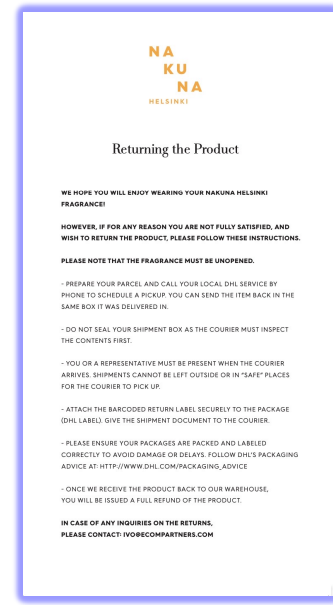 NA
KU
NA
HELSINKI
Returning the Product
WE HOPE YOU WILL ENJOY WEARING YOUR NAKUNA HELSINKI
FRAGRANCE!
HOWEVER, IF FOR ANY REASON YOU ARE NOT FULLY SATISFIED, AND
WISH TO RETURN THE PRODUCT, PLEASE FOLLOW THESE INSTRUCTIONS.
PLEASE NOTE THAT THE FRAGRANCE MUST BE UNOPENED.
- PREPARE YOUR PARCEL AND CALL YOUR LOCAL DHL SERVICE BY
PHONE TO SCHEDULE A PICKUP. YOU CAN SEND THE ITEM BACK IN THE
SAME BOX IT WAS DELIVERED IN.
- DO NOT SEAL YOUR SHIPMENT BOX AS THE COURIER MUST INSPECT
THE CONTENTS FIRST.
- YOU OR A REPRESENTATIVE MUST BE PRESENT WHEN THE COURIER
ARRIVES. SHIPMENTS CANNOT BE LEFT OUTSIDE OR IN "SAFE" PLACES
FOR THE COURIER TO PICK UP.
- ATTACH THE BARCODED RETURN LABEL SECURELY TO THE PACKAGE
(DHL LABEL). GIVE THE SHIPMENT DOCUMENT TO THE COURIER.
- PLEASE ENSURE YOUR PACKAGES ARE PACKED AND LABELED
CORRECTLY TO AVOID DAMAGE OR DELAYS. FOLLOW DHL'S PACKAGING
ADVICE AT: HTTP://WWW.DHL.COM/PACKAGING_ADVICE
- ONCE WE RECEIVE THE PRODUCT BACK TO OUR WAREHOUSE,
YOU WILL BE ISSUED A FULL REFUND OF THE PRODUCT.
IN CASE OF ANY INQUIRIES ON THE RETURNS,
PLEASE CONTACT: IVO@ECOMPARTNERS.COM